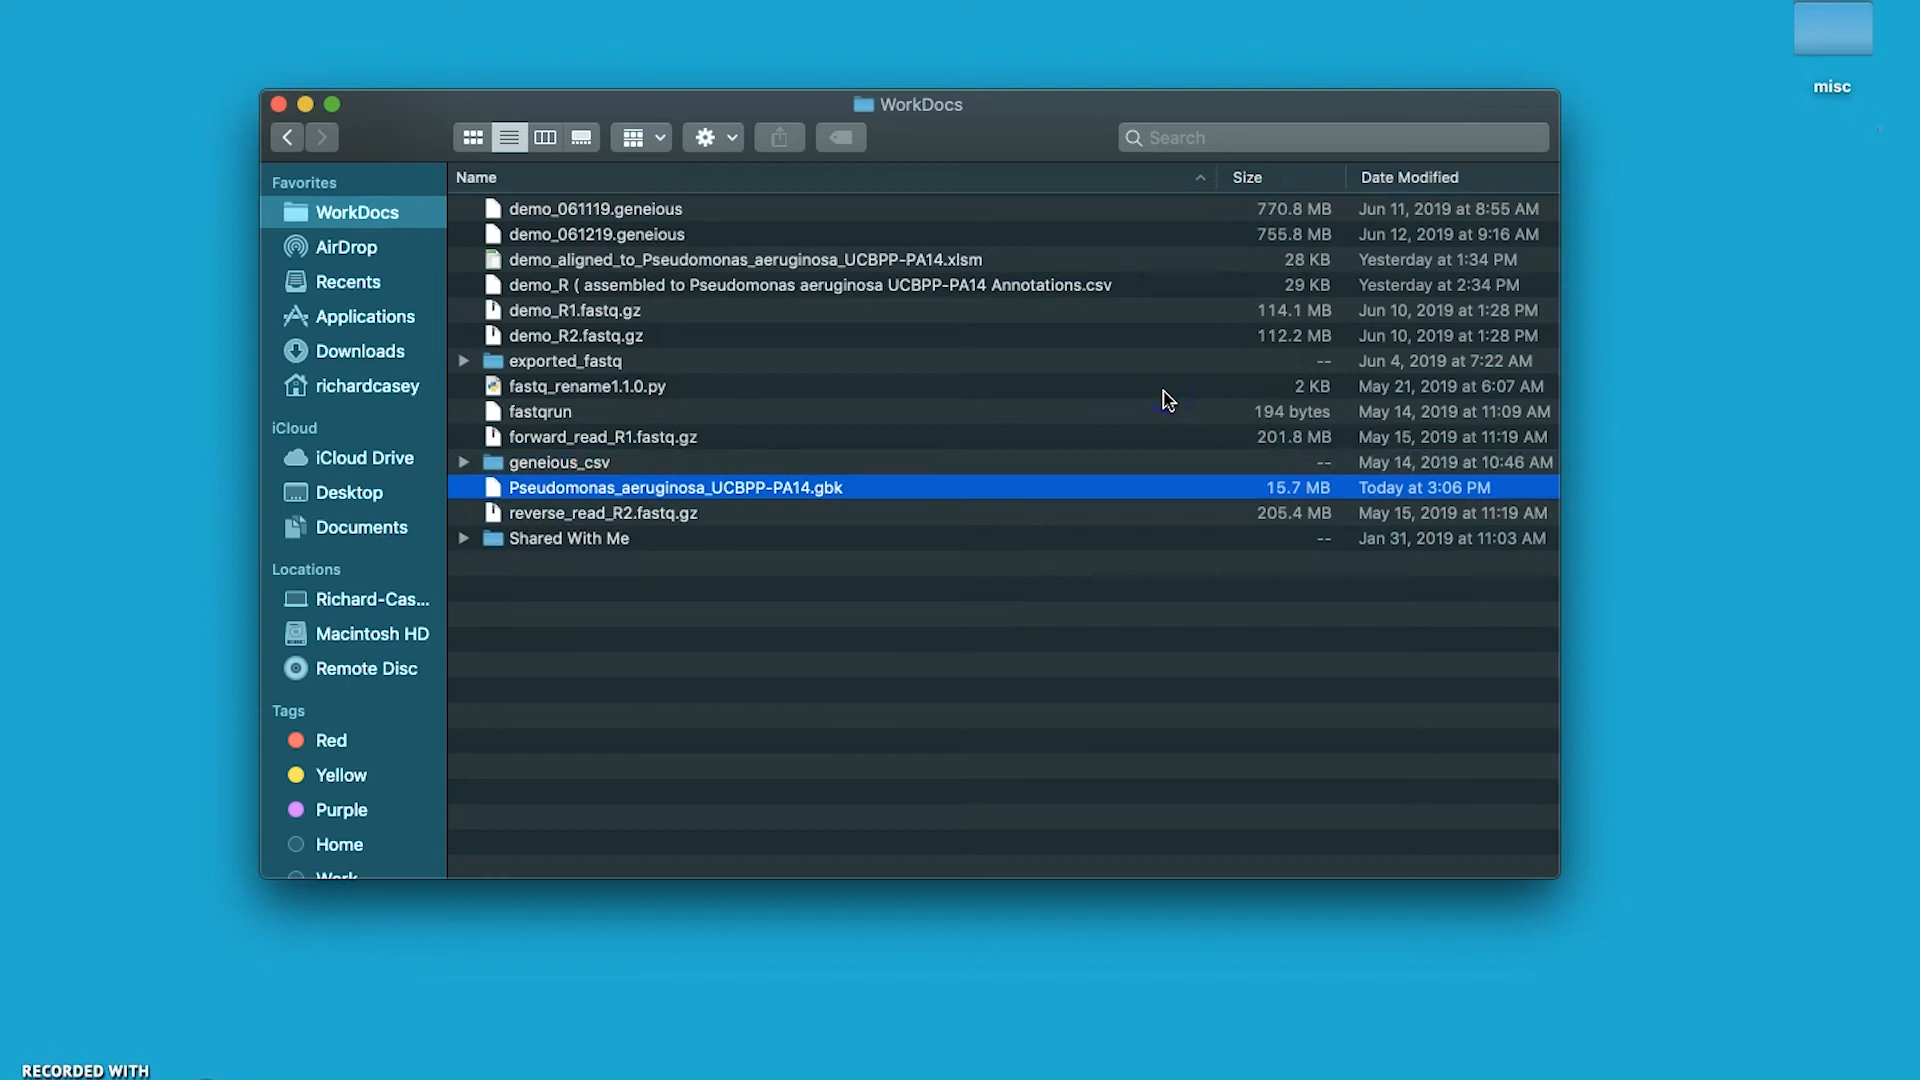 misc
WorkDocs
Search
Name Size Date Modified
Favorites
WorkDocs
AirDrop
Recents
Applications
Downloads
richardcasey
iCloud
iCloud Drive
Desktop
Documents
Locations
Richard-Cas...
Macintosh HD
Remote Disc
Tags
Red
Yellow
Purple
Home
Work
demo_061119.geneious 770.8 MB Jun 11, 2019 at 8:55 AM
demo_061219.geneious 755.8 MB Jun 12, 2019 at 9:16 AM
demo_aligned_to_Pseudomonas_aeruginosa_UCBPP-PA14.xlsm 28 KB Yesterday at 1:34 PM
demo_R ( assembled to Pseudomonas aeruginosa UCBPP-PA14 Annotations.csv 29 KB Yesterday at 2:34 PM
demo_R1.fastq.gz 114.1 MB Jun 10, 2019 at 1:28 PM
demo_R2.fastq.gz 112.2 MB Jun 10, 2019 at 1:28 PM
exported_fastq -- Jun 4, 2019 at 7:22 AM
fastq_rename1.1.0.py 2 KB May 21, 2019 at 6:07 AM
fastqrun 194 bytes May 14, 2019 at 11:09 AM
forward_read_R1.fastq.gz 201.8 MB May 15, 2019 at 11:19 AM
geneious_csv -- May 14, 2019 at 10:46 AM
Pseudomonas_aeruginosa_UCBPP-PA14.gbk 15.7 MB Today at 3:06 PM
reverse_read_R2.fastq.gz 205.4 MB May 15, 2019 at 11:19 AM
Shared With Me -- Jan 31, 2019 at 11:03 AM
RECORDED WITH